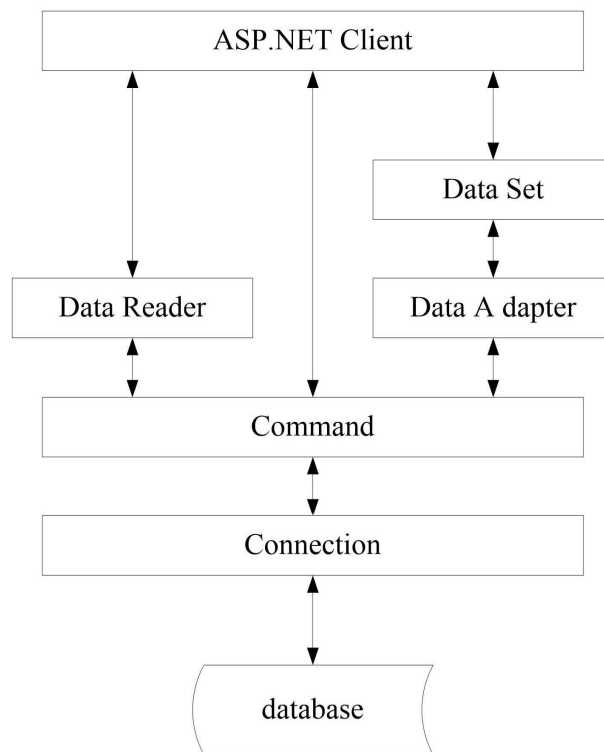 ASP.NET Client
Data Set
Data Reader
Data A dapter
Command
Connection
database